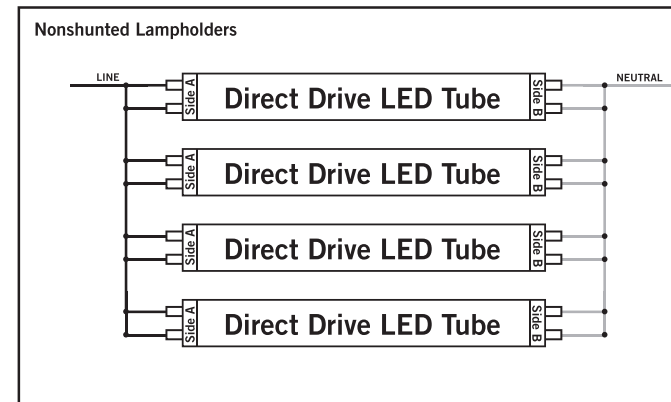 Nonshunted Lampholders
LINE
NEUTRAL
Side A
Direct Drive LED Tube
Side B
Side A
Direct Drive LED Tube
Side B
Side A
Direct Drive LED Tube
Side B
Side A
Direct Drive LED Tube
Side B